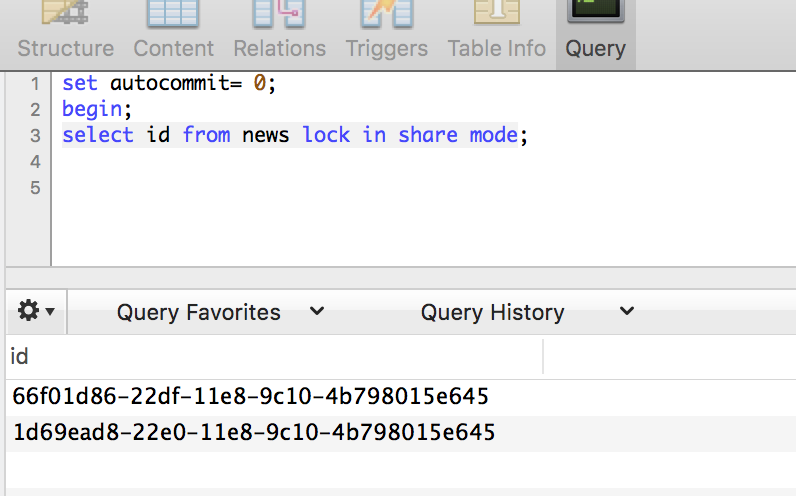 Structure Content Relations Triggers Table Info Query
1 set autocommit= 0;
2 begin;
3 select id from news lock in share mode;
4
5
Query Favorites Query History
id
66f01d86-22df-11e8-9c10-4b798015e645
1d69ead8-22e0-11e8-9c10-4b798015e645